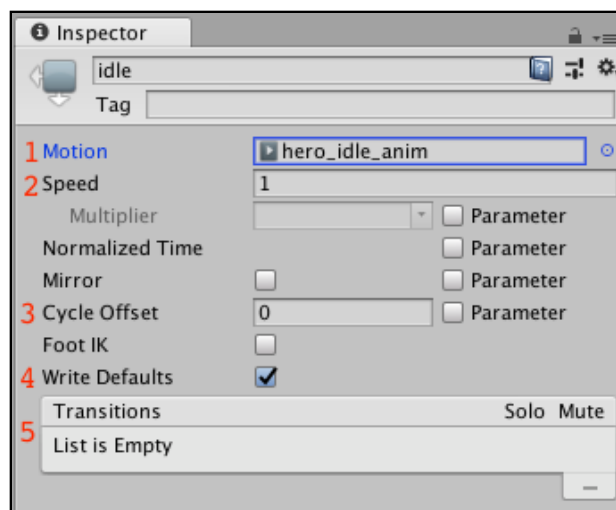 Inspector
idle
Tag
1 Motion hero_idle_anim
2 Speed 1
Multiplier Parameter
Normalized Time Parameter
Mirror Parameter
3 Cycle Offset 0 Parameter
Foot IK
4 Write Defaults
5 Transitions Solo Mute
List is Empty